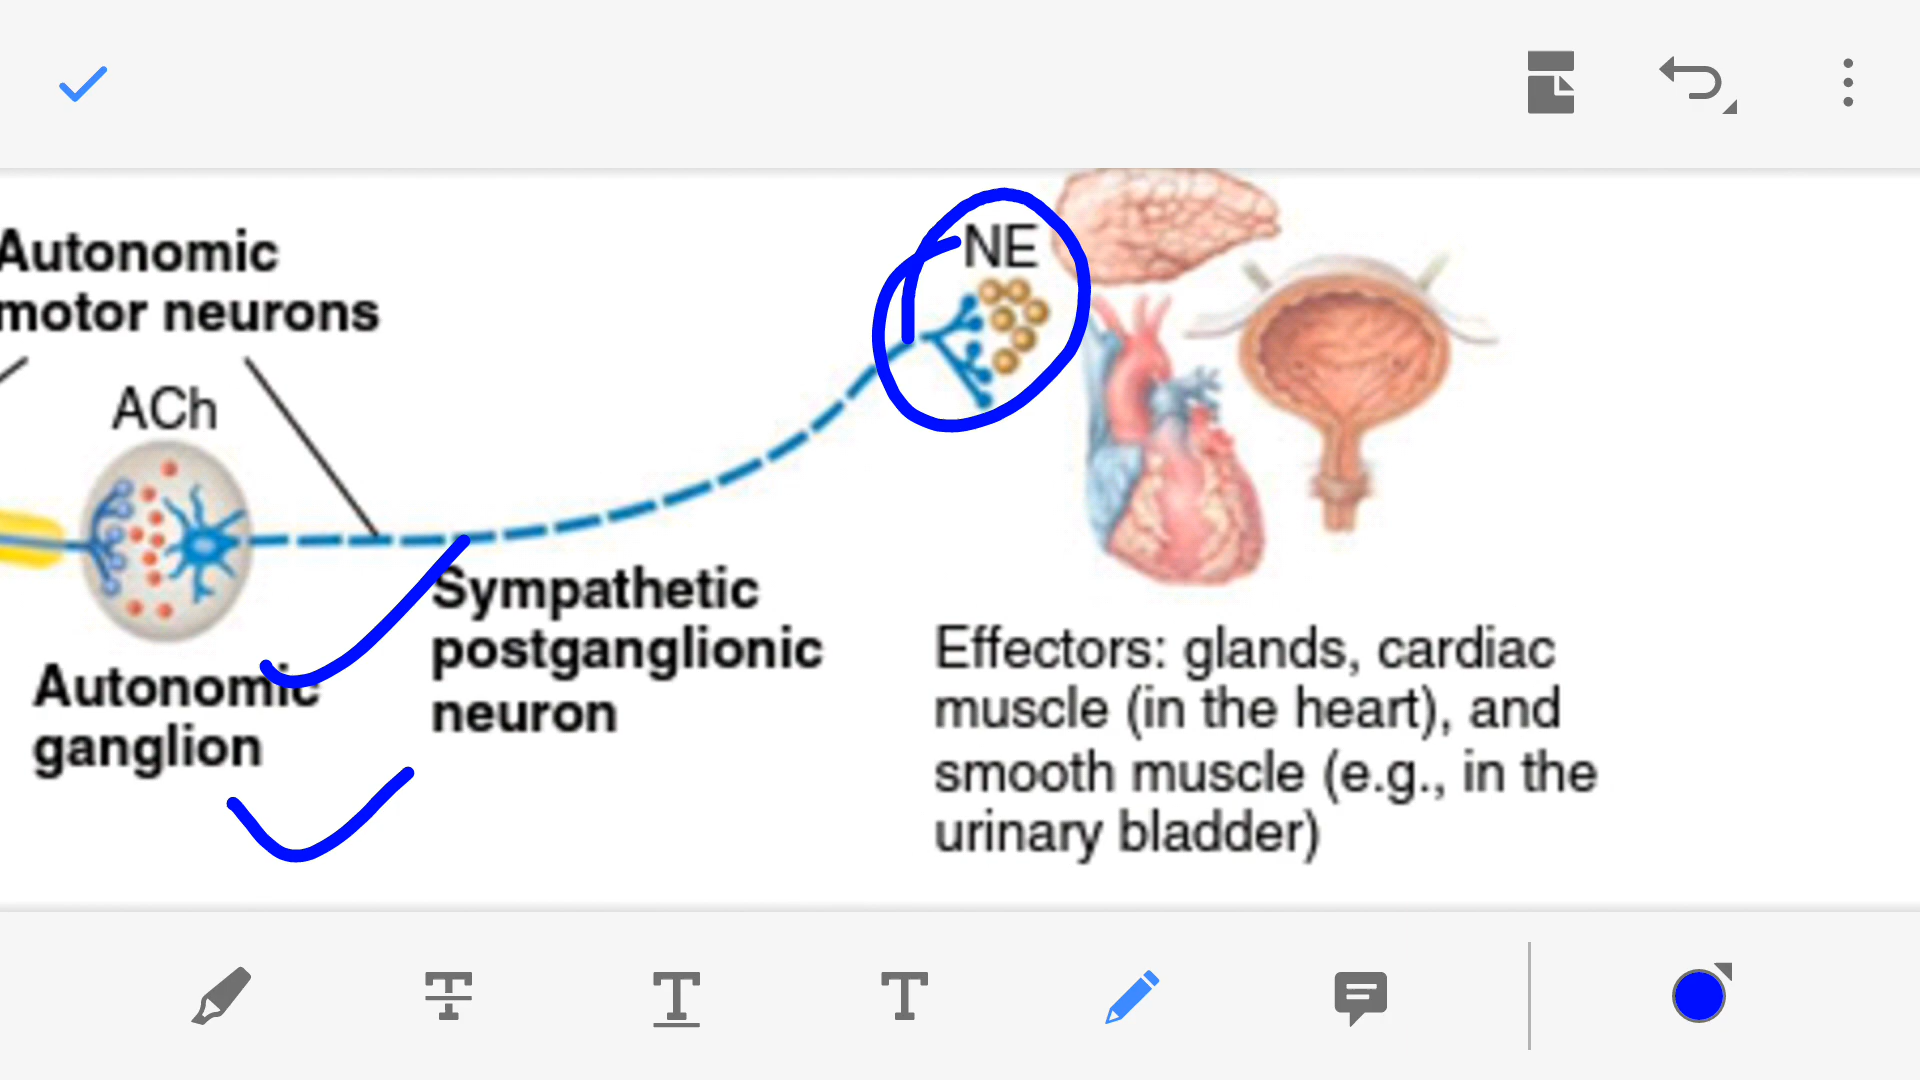 Autonomic
motor neurons
ACh
NE
Autonomic
ganglion
Sympathetic
postganglionic
neuron
Effectors: glands, cardiac
muscle (in the heart), and
smooth muscle (e.g., in the
urinary bladder)